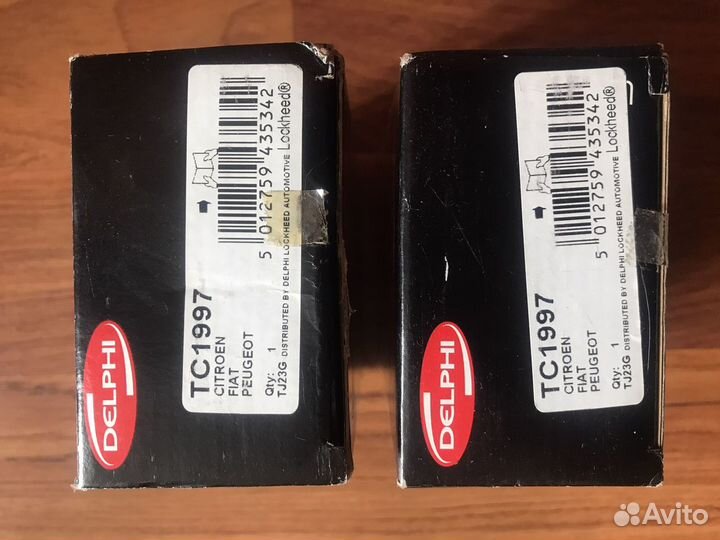 DELPHI
TC1997
CITROEN
FIAT
PEUGEOT
Qty: 1
TJ23G DISTRIBUTED BY DELPHI LOCKHEED AUTOMOTIVE Lockheed®
5 012759 435342
DELPHI
TC1997
CITROEN
FIAT
PEUGEOT
Qty: 1
TJ23G DISTRIBUTED BY DELPHI LOCKHEED AUTOMOTIVE Lockheed®
5 012759 435342
Avito